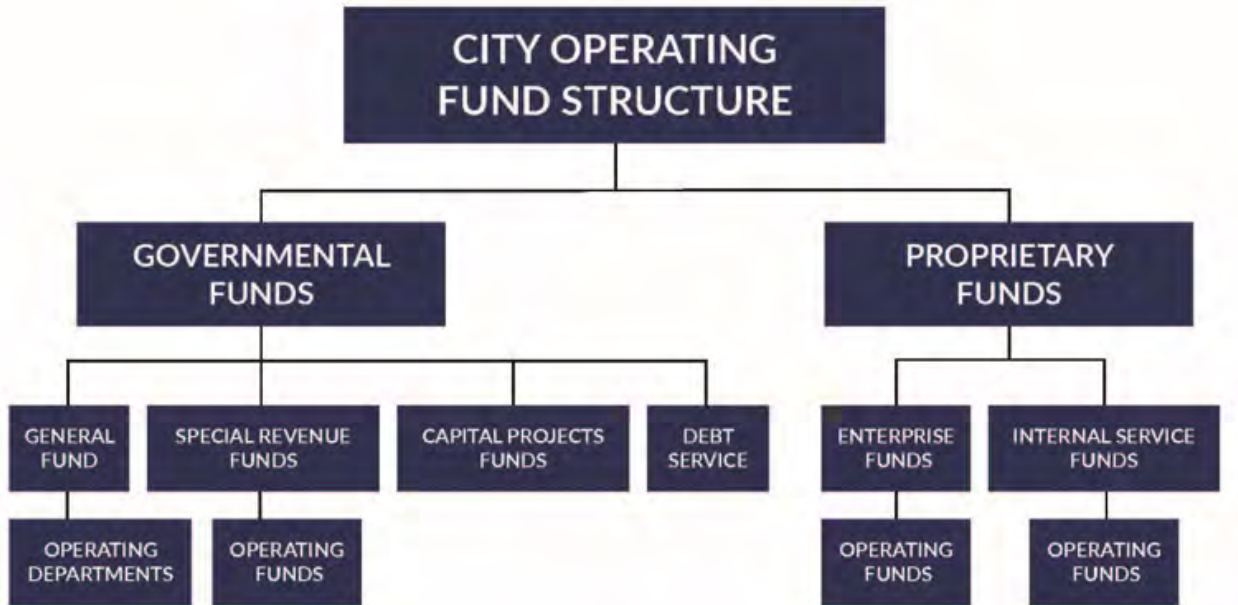 CITY OPERATING
FUND STRUCTURE
GOVERNMENTAL
FUNDS
PROPRIETARY
FUNDS
GENERAL
FUND
SPECIAL REVENUE
FUNDS
CAPITAL PROJECTS
FUNDS
DEBT
SERVICE
ENTERPRISE
FUNDS
INTERNAL SERVICE
FUNDS
OPERATING
DEPARTMENTS
OPERATING
FUNDS
OPERATING
FUNDS
OPERATING
FUNDS